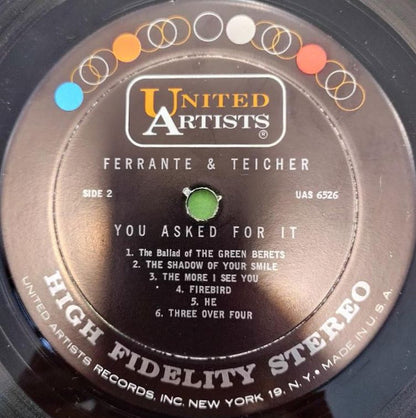 UNITED
ARTISTS
®
FERRANTE & TEICHER
SIDE 2
UAS 6526
YOU ASKED FOR IT
1. The Ballad of THE GREEN BERETS
2. THE SHADOW OF YOUR SMILE
3. THE MORE I SEE YOU
4. FIREBIRD
5. HE
6. THREE OVER FOUR
HIGH FIDELITY STEREO
UNITED ARTISTS RECORDS, INC. NEW YORK 19, N.Y. MADE IN U.S.A.